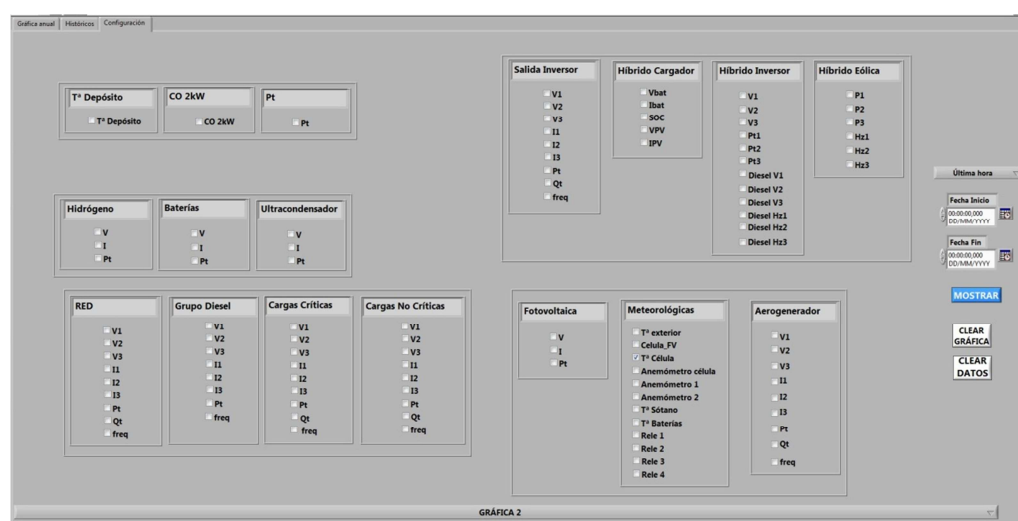 Gráfica anual
Históricos
Configuración
Tª Depósito
Tª Depósito
CO 2kW
CO 2kW
Pt
Pt
Salida Inversor
V1
V2
V3
I1
I2
I3
Pt
Qt
freq
Híbrido Cargador
Vbat
Ibat
SOC
VPV
IPV
Híbrido Inversor
V1
V2
V3
Pt1
Pt2
Pt3
Diesel V1
Diesel V2
Diesel V3
Diesel Hz1
Diesel Hz2
Diesel Hz3
Híbrido Eólica
P1
P2
P3
Hz1
Hz2
Hz3
Hidrógeno
V
I
Pt
Baterías
V
I
Pt
Ultracondensador
V
I
Pt
RED
V1
V2
V3
I1
I2
I3
Pt
Qt
freq
Grupo Diesel
V1
V2
V3
I1
I2
I3
Pt
freq
Cargas Críticas
V1
V2
V3
I1
I2
I3
Pt
Qt
freq
Cargas No Críticas
V1
V2
V3
I1
I2
I3
Pt
Qt
freq
Fotovoltaica
V
I
Pt
Meteorológicas
Tª exterior
Celula_FV
Tª Célula
Anemómetro célula
Anemómetro 1
Anemómetro 2
Tª Sótano
Tª Baterías
Rele 1
Rele 2
Rele 3
Rele 4
Aerogenerador
V1
V2
V3
I1
I2
I3
Pt
Qt
freq
Última hora
Fecha Inicio
00:00:00,000
DD/MM/YYYY
Fecha Fin
00:00:00,000
DD/MM/YYYY
MOSTRAR
CLEAR
GRÁFICA
CLEAR
DATOS
GRÁFICA 2